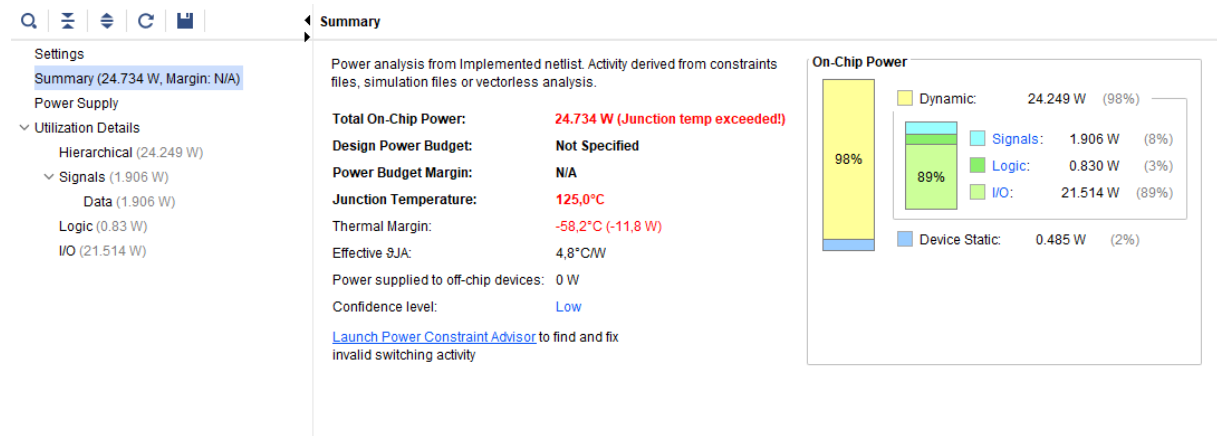 Summary
Settings
Summary (24.734 W, Margin: N/A)
Power Supply
Utilization Details
Hierarchical (24.249 W)
Signals (1.906 W)
Data (1.906 W)
Logic (0.83 W)
I/O (21.514 W)
Power analysis from Implemented netlist. Activity derived from constraints
files, simulation files or vectorless analysis.
Total On-Chip Power: 24.734 W (Junction temp exceeded!)
Design Power Budget: Not Specified
Power Budget Margin: N/A
Junction Temperature: 125,0°C
Thermal Margin: -58,2°C (-11,8 W)
Effective ϑJA: 4,8°C/W
Power supplied to off-chip devices: 0 W
Confidence level: Low
Launch Power Constraint Advisor to find and fix
invalid switching activity
On-Chip Power
Dynamic: 24.249 W (98%)
98%
89%
Signals: 1.906 W (8%)
Logic: 0.830 W (3%)
I/O: 21.514 W (89%)
Device Static: 0.485 W (2%)